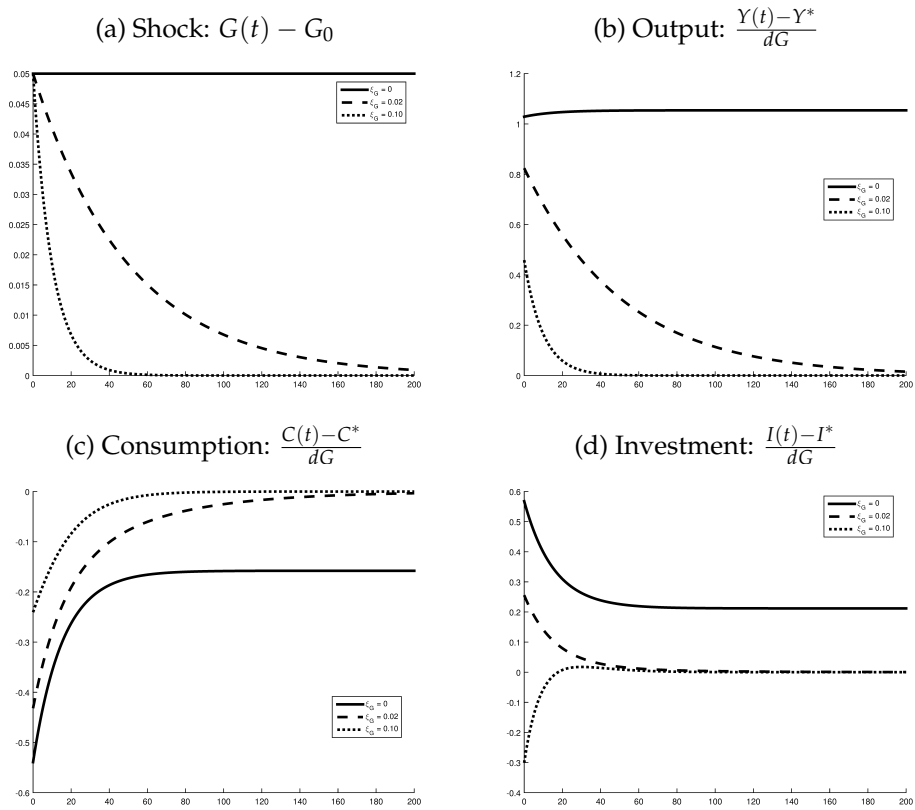 (a) Shock: G(t) − G₀
0.05
0.045
0.04
0.035
0.03
0.025
0.02
0.015
0.01
0.005
0
ξG = 0
ξG = 0.02
ξG = 0.10
0 20 40 60 80 100 120 140 160 180 200
(b) Output: Y(t)−Y* / dG
1.2
1
0.8
0.6
0.4
0.2
0
ξG = 0
ξG = 0.02
ξG = 0.10
0 20 40 60 80 100 120 140 160 180 200
(c) Consumption: C(t)−C* / dG
0
-0.1
-0.2
-0.3
-0.4
-0.5
-0.6
ξG = 0
ξG = 0.02
ξG = 0.10
0 20 40 60 80 100 120 140 160 180 200
(d) Investment: I(t)−I* / dG
0.6
0.5
0.4
0.3
0.2
0.1
0
-0.1
-0.2
-0.3
-0.4
ξG = 0
ξG = 0.02
ξG = 0.10
0 20 40 60 80 100 120 140 160 180 200